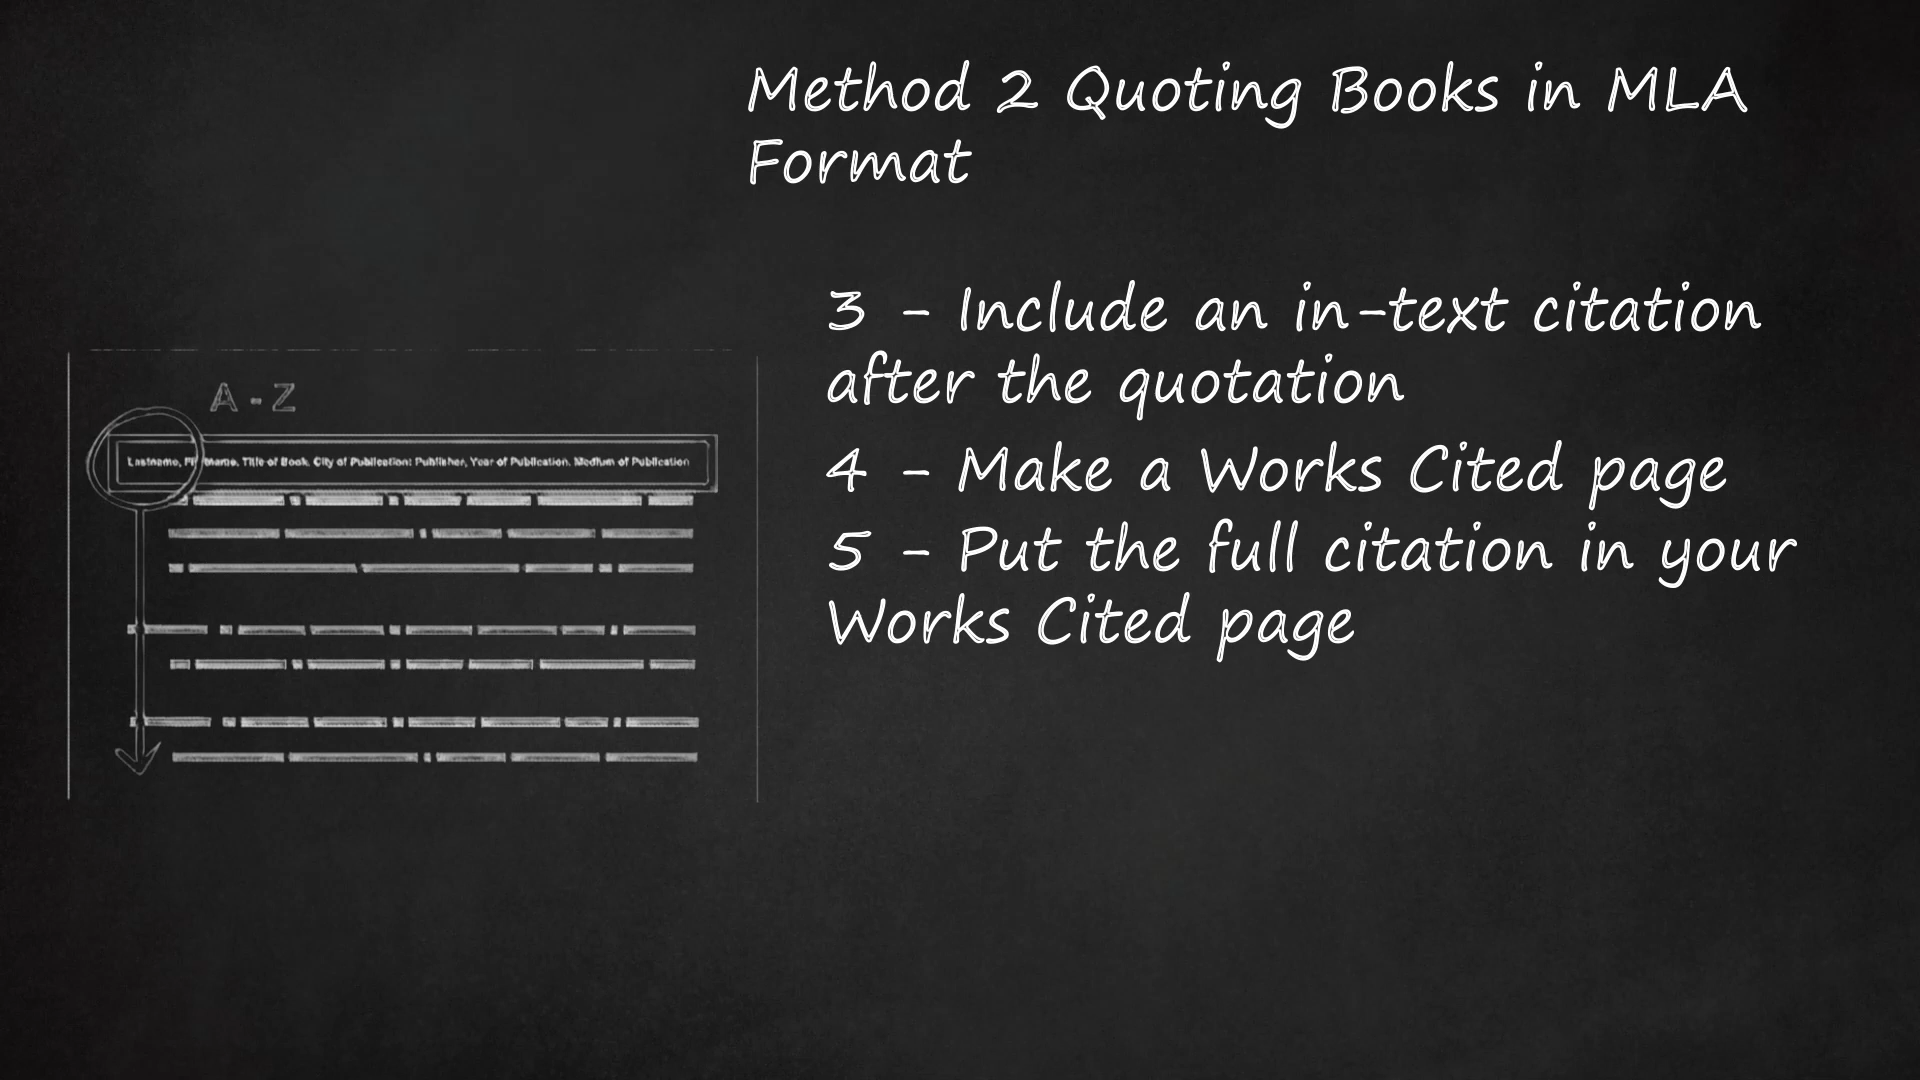 Method 2 Quoting Books in MLA
Format
3 - Include an in-text citation
after the quotation
4 - Make a Works Cited page
5 - Put the full citation in your
Works Cited page
A - Z
Lastname, Title of Book, City of Publication: Publisher, Year of Publication. Medium of Publication